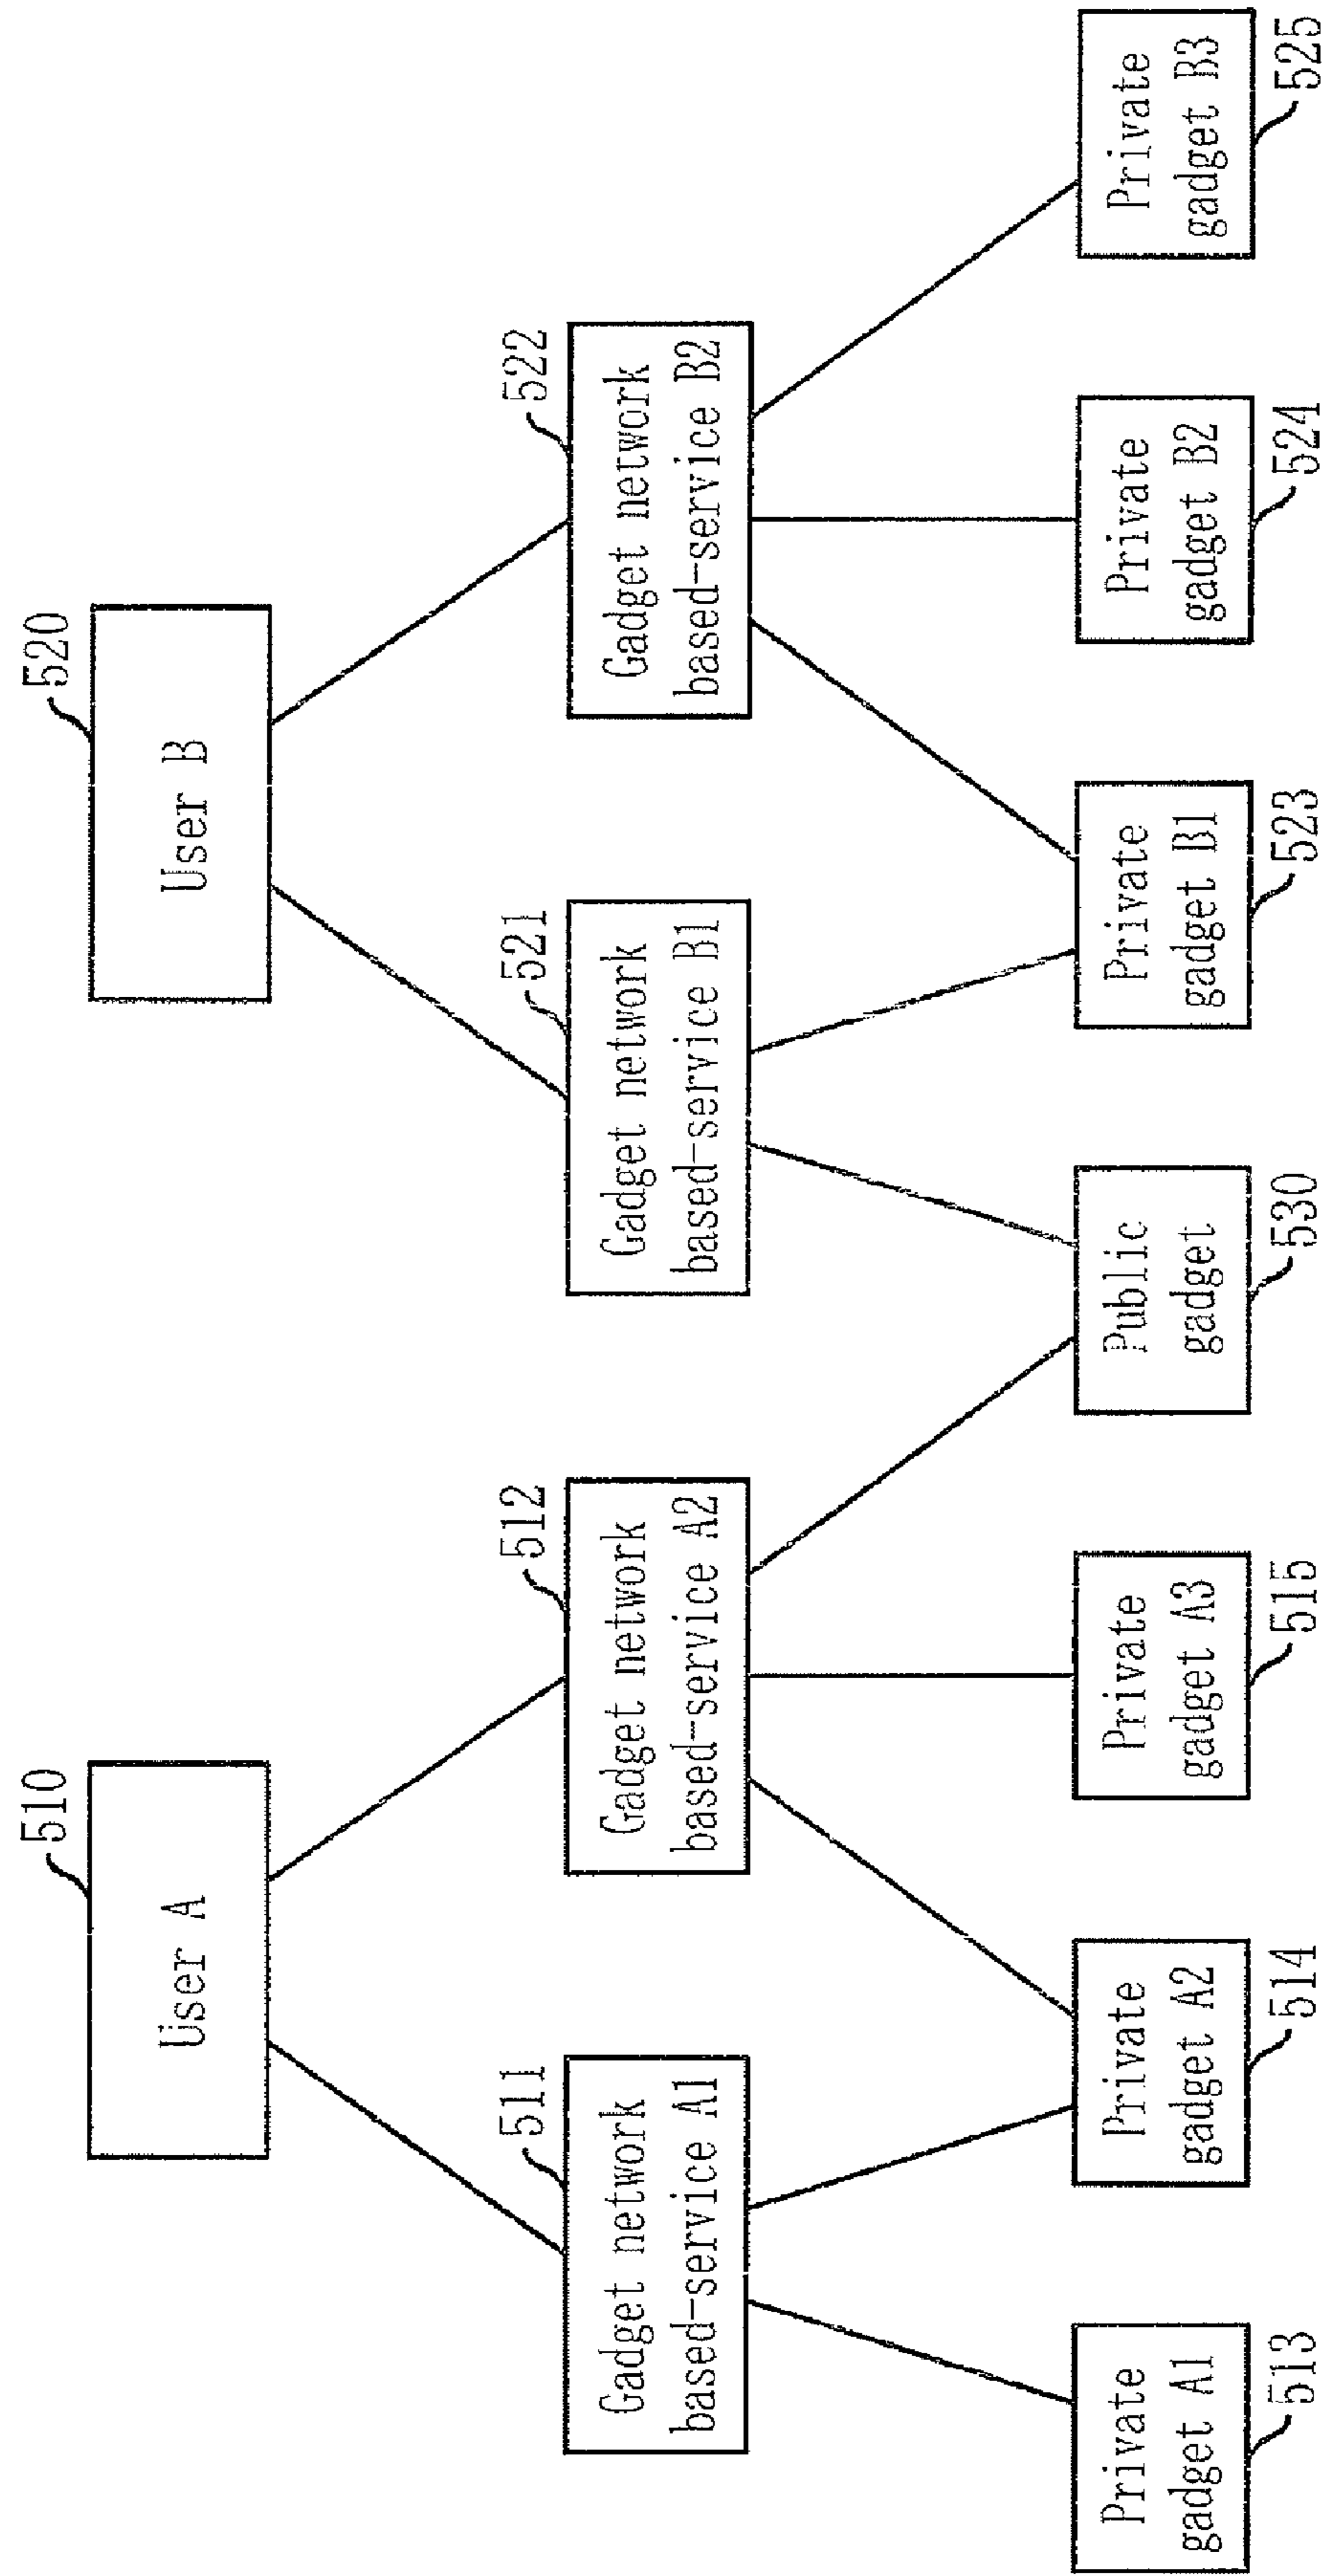 510
User A
520
User B
511
Gadget network
based-service A1
512
Gadget network
based-service A2
521
Gadget network
based-service B1
522
Gadget network
based-service B2
Private
gadget A1
513
Private
gadget A2
514
Private
gadget A3
515
Public
gadget
530
Private
gadget B1
523
Private
gadget B2
524
Private
gadget B3
525